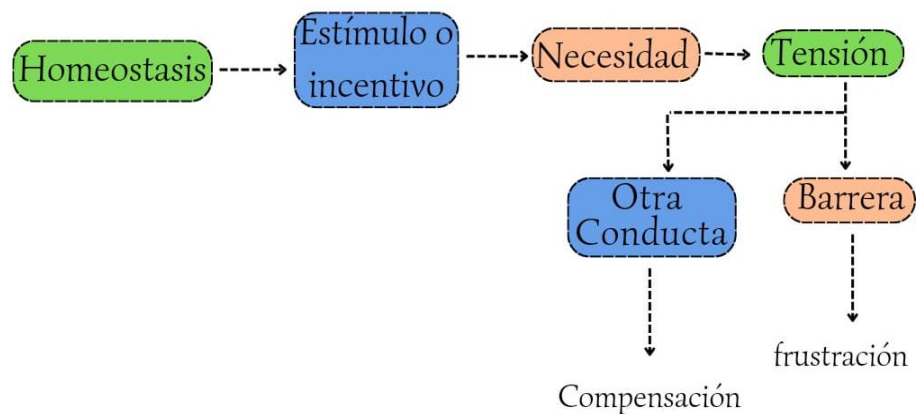 Homeostasis
Estímulo o
incentivo
Necesidad
Tensión
Otra
Conducta
Barrera
Compensación
frustración